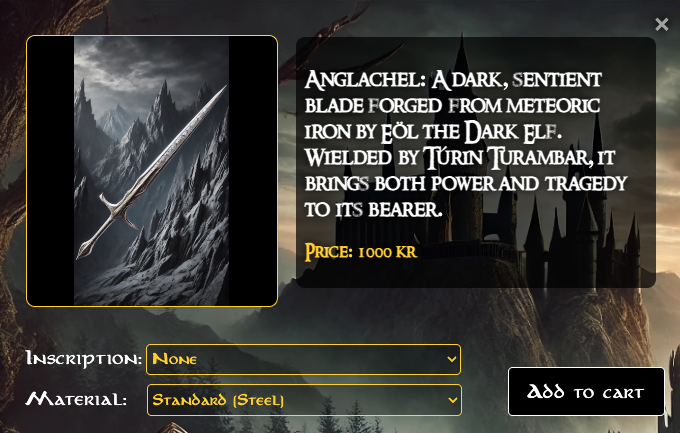 ×
Anglachel: A dark, sentient
blade forged from meteoric
iron by Eöl the Dark Elf.
Wielded by Túrin Turambar, it
brings both power and tragedy
to its bearer.
Price: 1000 kr
Inscription: None
Material: Standard (Steel)
Add to cart